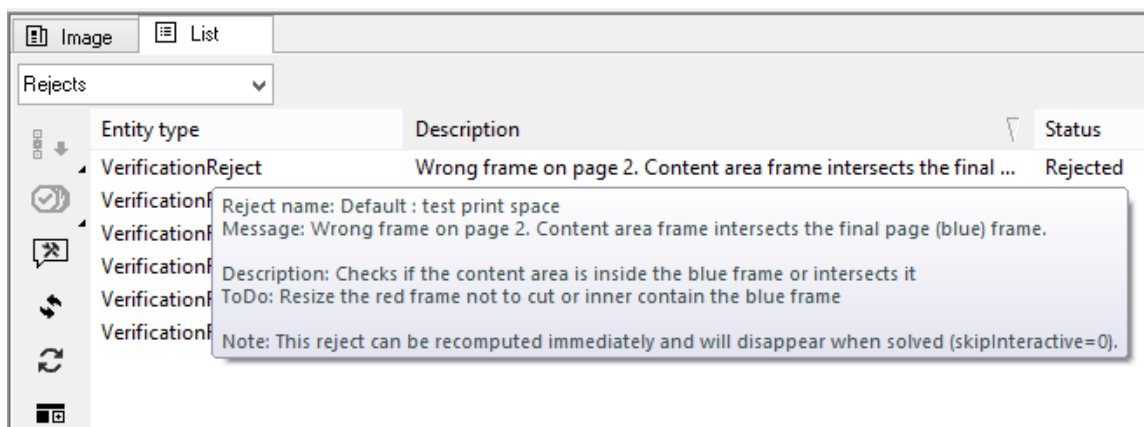 Image
List
Rejects
Entity type Description Status
VerificationReject Wrong frame on page 2. Content area frame intersects the final ... Rejected
Reject name: Default : test print space
Message: Wrong frame on page 2. Content area frame intersects the final page (blue) frame.
Description: Checks if the content area is inside the blue frame or intersects it
ToDo: Resize the red frame not to cut or inner contain the blue frame
Note: This reject can be recomputed immediately and will disappear when solved (skipInteractive=0).